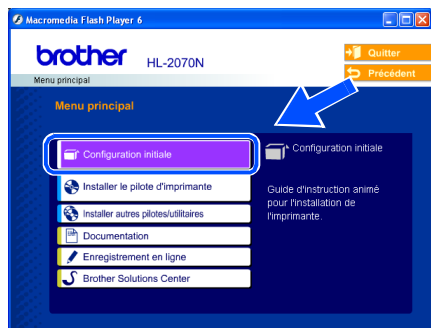 Macromedia Flash Player 6
brother HL-2070N
Quitter
Précédent
Menu principal
Menu principal
Configuration initiale
Installer le pilote d'imprimante
Installer autres pilotes/utilitaires
Documentation
Enregistrement en ligne
Brother Solutions Center
Configuration initiale
Guide d'instruction animé
pour l'installation de
l'imprimante.